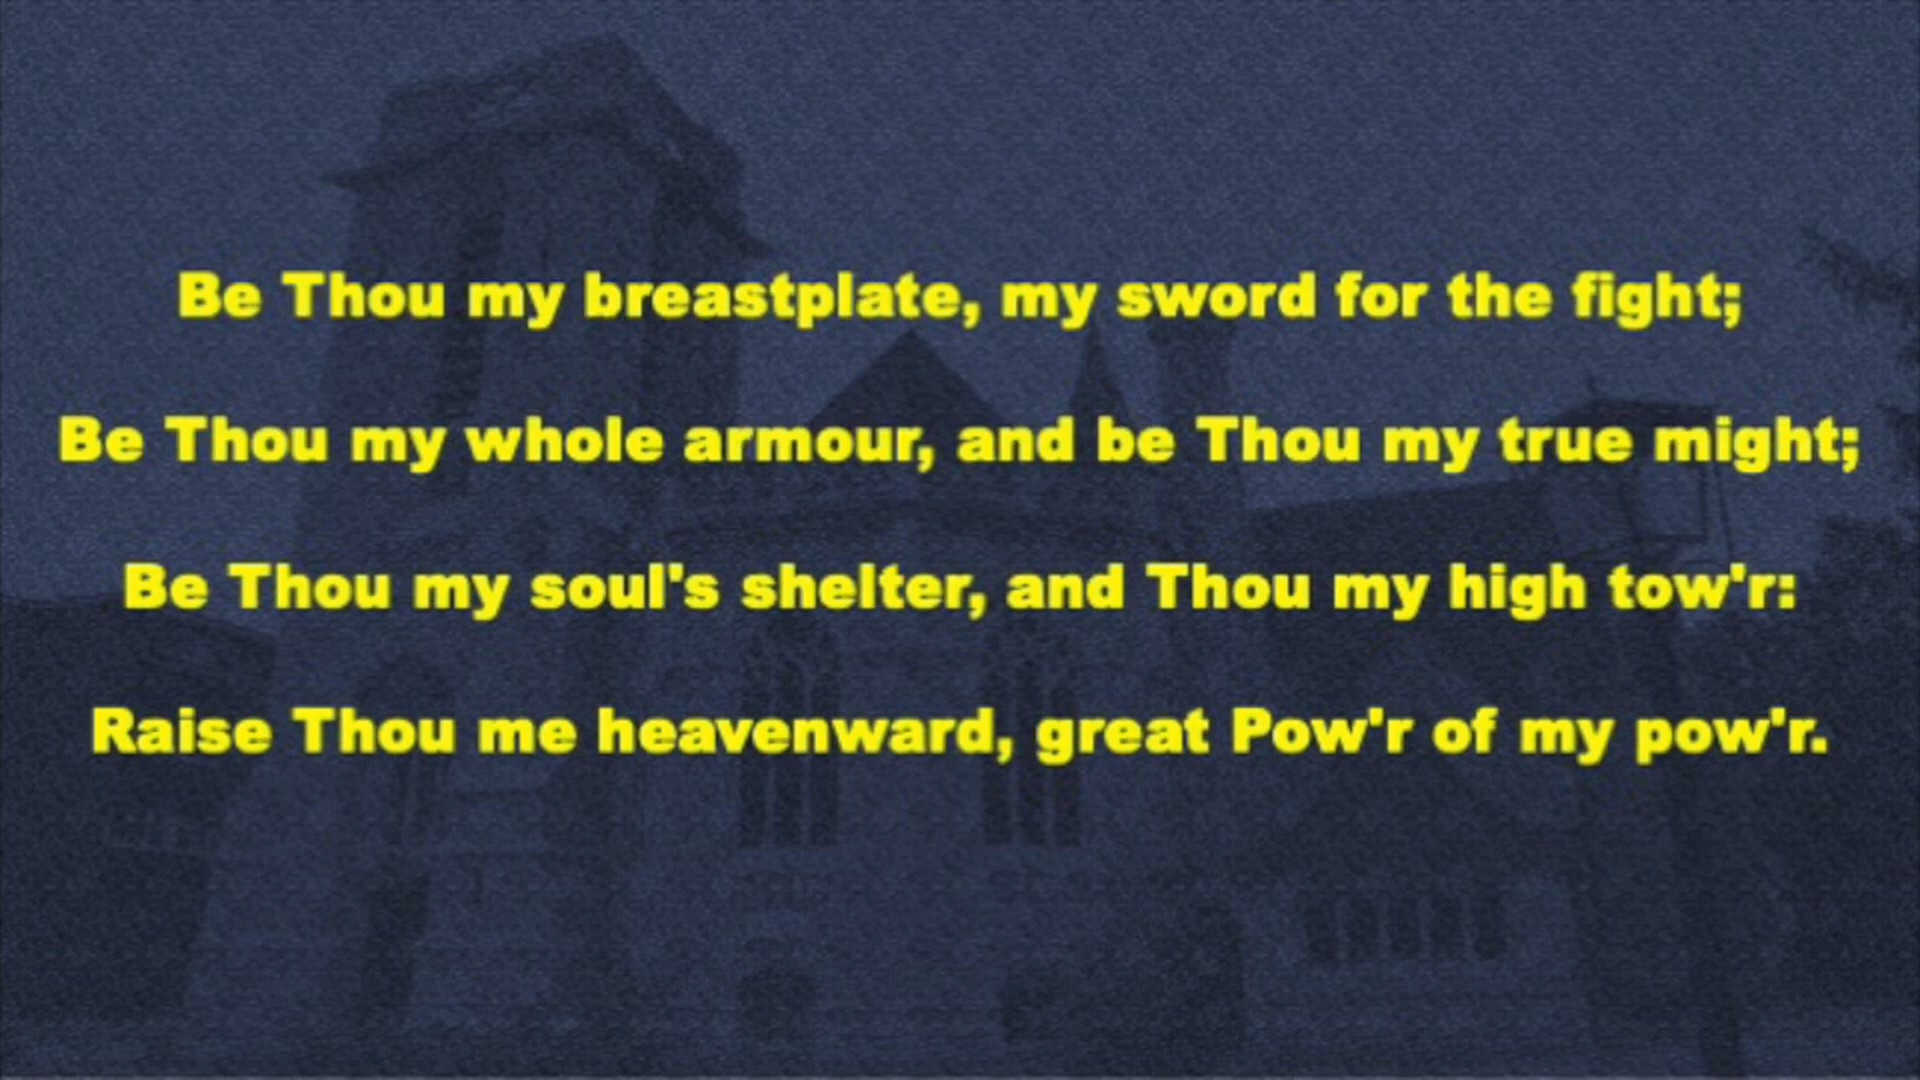 Be Thou my breastplate, my sword for the fight;
Be Thou my whole armour, and be Thou my true might;
Be Thou my soul's shelter, and Thou my high tow'r:
Raise Thou me heavenward, great Pow'r of my pow'r.